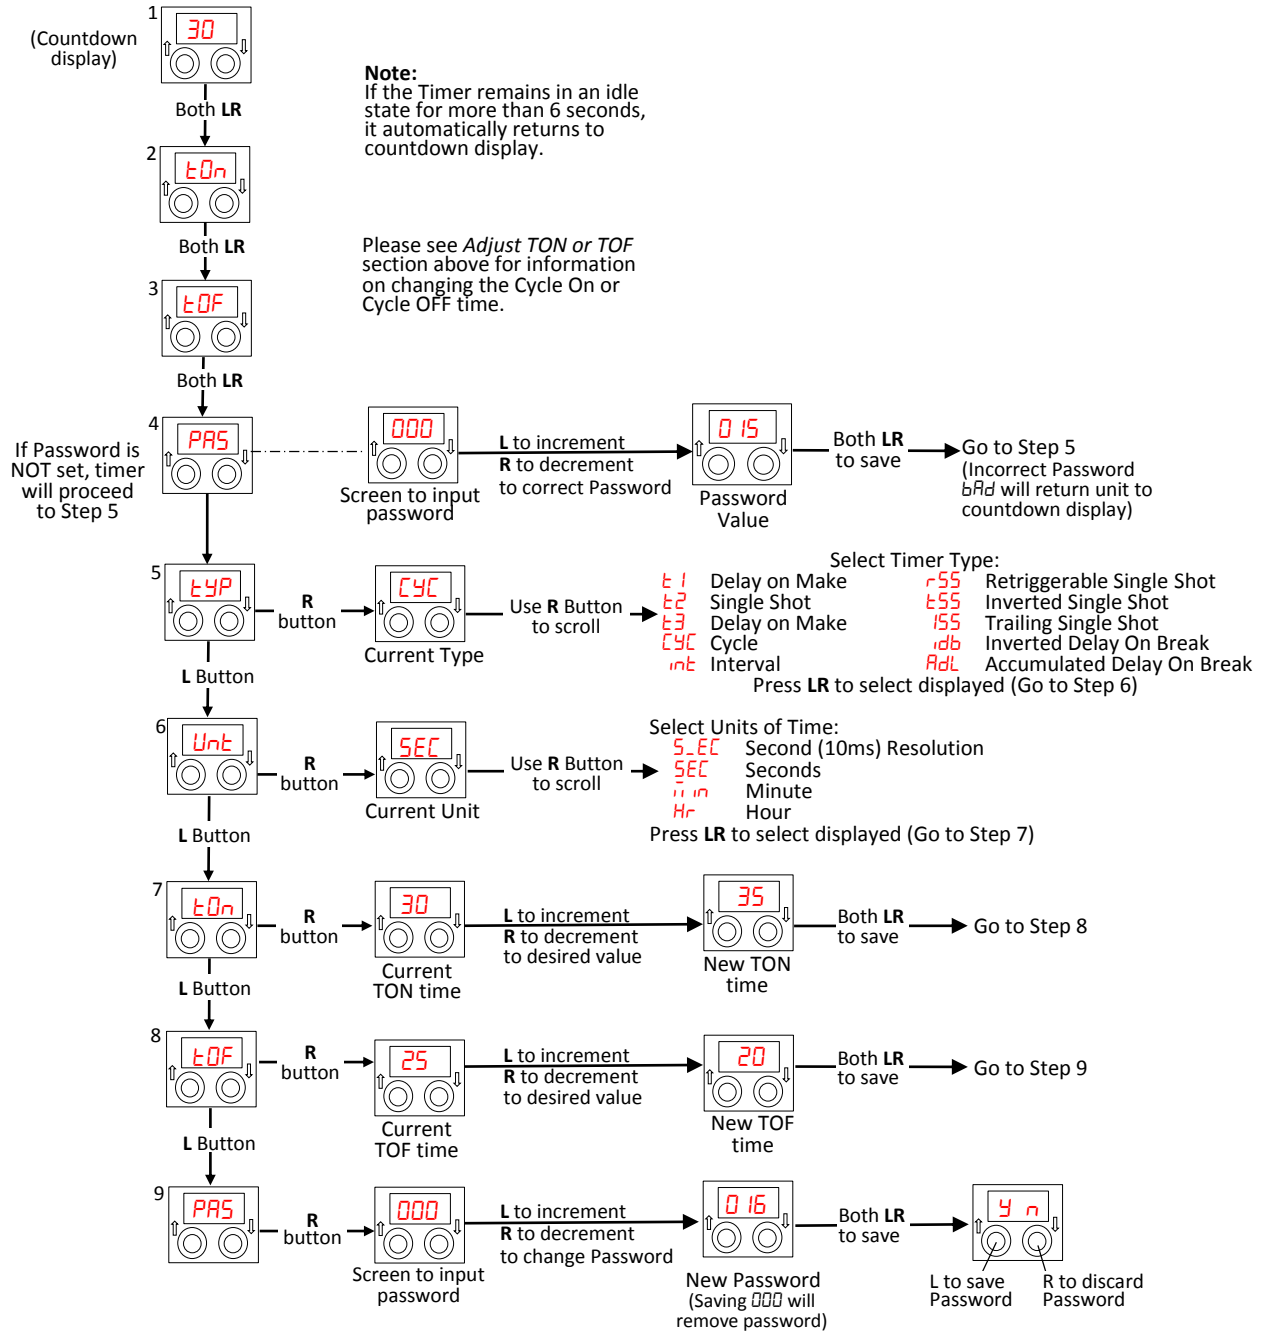 1
30
(Countdown
display)
Both LR
Note:
If the Timer remains in an idle
state for more than 6 seconds,
it automatically returns to
countdown display.
2
tOn
Both LR
Please see Adjust TON or TOF
section above for information
on changing the Cycle On or
Cycle OFF time.
3
tOF
Both LR
4
PAS
If Password is
NOT set, timer
will proceed
to Step 5
000
Screen to input
password
L to increment
R to decrement
to correct Password
015
Password
Value
Both LR
to save
Go to Step 5
(Incorrect Password
bAd will return unit to
countdown display)
5
tYP
R
button
CYC
Current Type
Use R Button
to scroll
Select Timer Type:
t1 Delay on Make
t2 Single Shot
t3 Delay on Make
CYC Cycle
int Interval
rSS Retriggerable Single Shot
tSS Inverted Single Shot
1SS Trailing Single Shot
idb Inverted Delay On Break
AdL Accumulated Delay On Break
Press LR to select displayed (Go to Step 6)
L Button
6
Unt
R
button
SEC
Current Unit
Use R Button
to scroll
Select Units of Time:
S_EC Second (10ms) Resolution
SEC Seconds
Minute
Hr Hour
Press LR to select displayed (Go to Step 7)
L Button
7
tOn
R
button
30
Current
TON time
L to increment
R to decrement
to desired value
35
New TON
time
Both LR
to save
Go to Step 8
L Button
8
tOF
R
button
25
Current
TOF time
L to increment
R to decrement
to desired value
20
New TOF
time
Both LR
to save
Go to Step 9
L Button
9
PAS
R
button
000
Screen to input
password
L to increment
R to decrement
to change Password
016
New Password
(Saving 000 will
remove password)
Both LR
to save
y n
L to save
Password
R to discard
Password